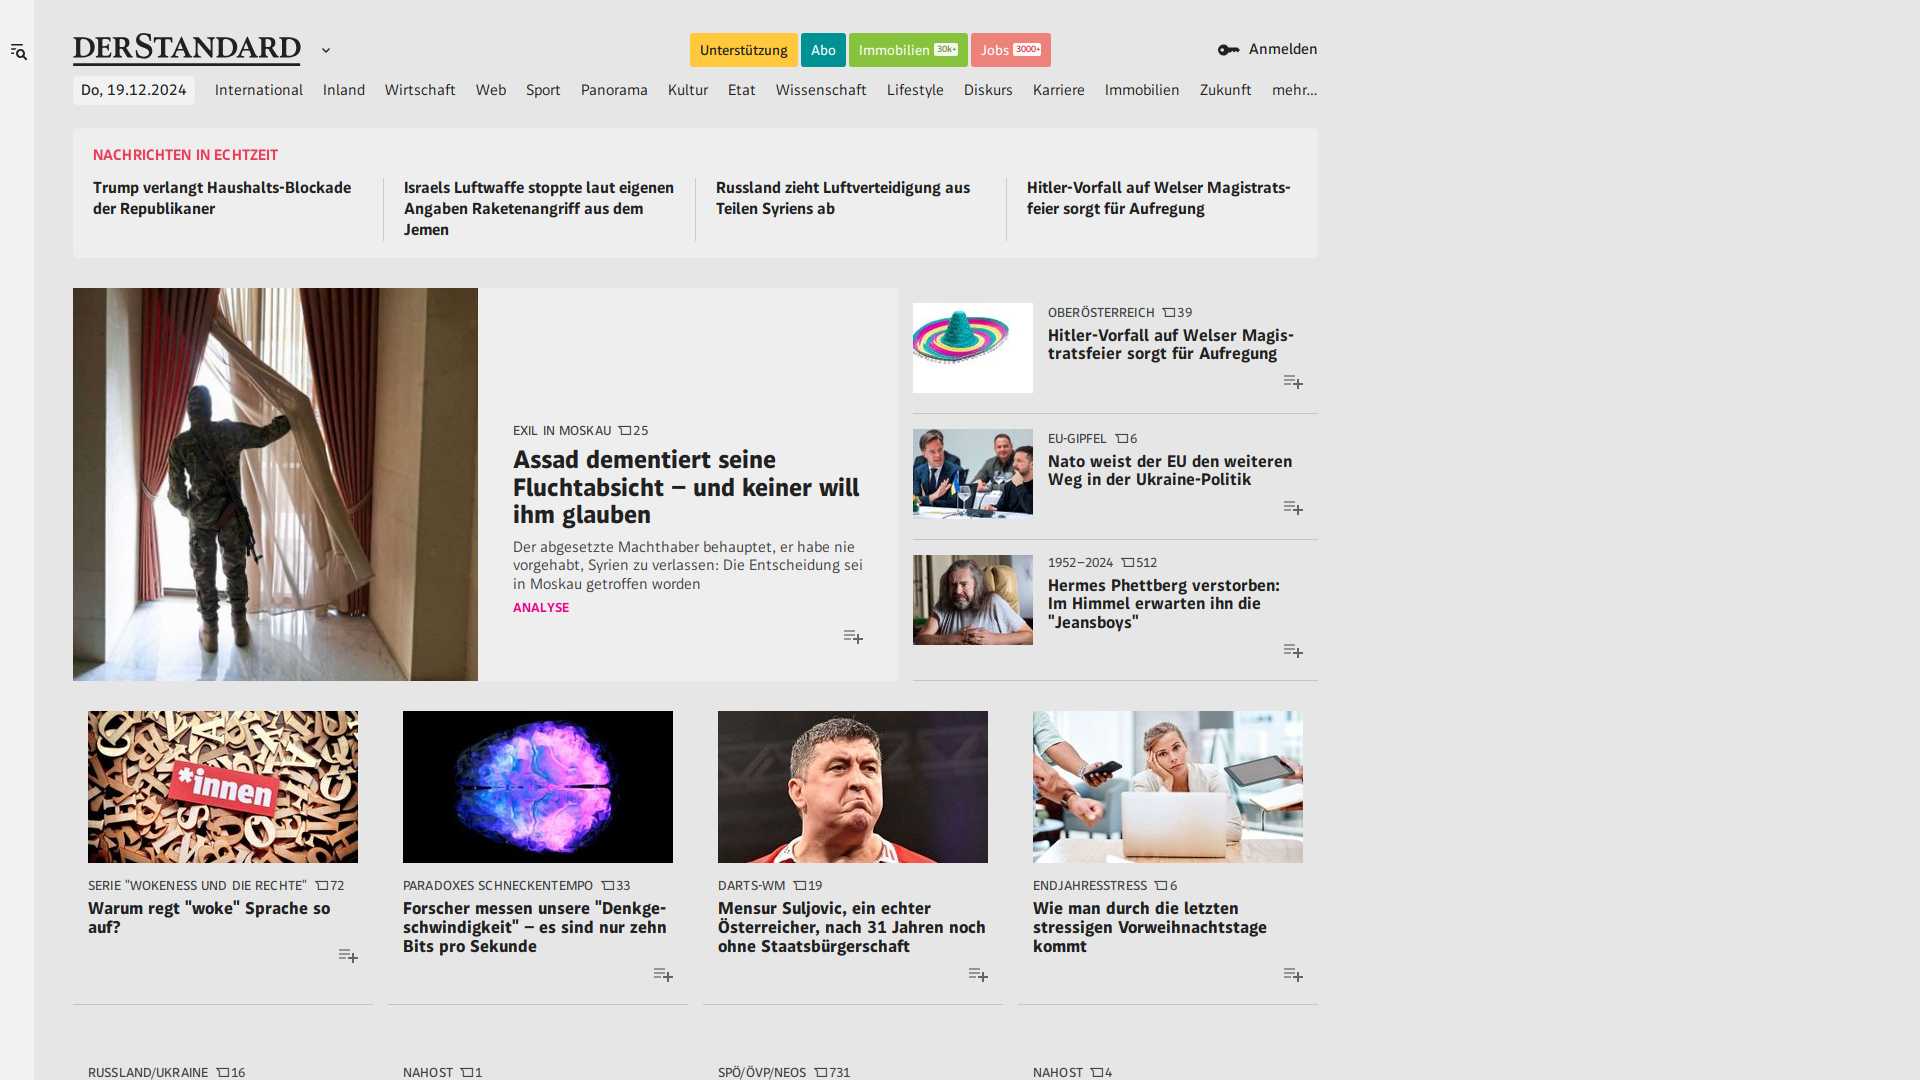 DERSTANDARD
Unterstützung
Abo
Immobilien 30k+
Jobs 3000+
Anmelden
Do, 19.12.2024
International
Inland
Wirtschaft
Web
Sport
Panorama
Kultur
Etat
Wissenschaft
Lifestyle
Diskurs
Karriere
Immobilien
Zukunft
mehr...
NACHRICHTEN IN ECHTZEIT
Trump verlangt Haushalts-Blockade
der Republikaner
Israels Luftwaffe stoppte laut eigenen
Angaben Raketenangriff aus dem
Jemen
Russland zieht Luftverteidigung aus
Teilen Syriens ab
Hitler-Vorfall auf Welser Magistrats-
feier sorgt für Aufregung
EXIL IN MOSKAU 25
Assad dementiert seine
Fluchtabsicht – und keiner will
ihm glauben
Der abgesetzte Machthaber behauptet, er habe nie
vorgehabt, Syrien zu verlassen: Die Entscheidung sei
in Moskau getroffen worden
ANALYSE
OBERÖSTERREICH 39
Hitler-Vorfall auf Welser Magis-
tratsfeier sorgt für Aufregung
EU-GIPFEL 6
Nato weist der EU den weiteren
Weg in der Ukraine-Politik
1952–2024 512
Hermes Phettberg verstorben:
Im Himmel erwarten ihn die
"Jeansboys"
*innen
SERIE "WOKENESS UND DIE RECHTE" 72
Warum regt "woke" Sprache so
auf?
PARADOXES SCHNECKENTEMPO 33
Forscher messen unsere "Denkge-
schwindigkeit" – es sind nur zehn
Bits pro Sekunde
DARTS-WM 19
Mensur Suljovic, ein echter
Österreicher, nach 31 Jahren noch
ohne Staatsbürgerschaft
ENDJAHRESSTRESS 6
Wie man durch die letzten
stressigen Vorweihnachtstage
kommt
RUSSLAND/UKRAINE 16
NAHOST 1
SPÖ/ÖVP/NEOS 731
NAHOST 4